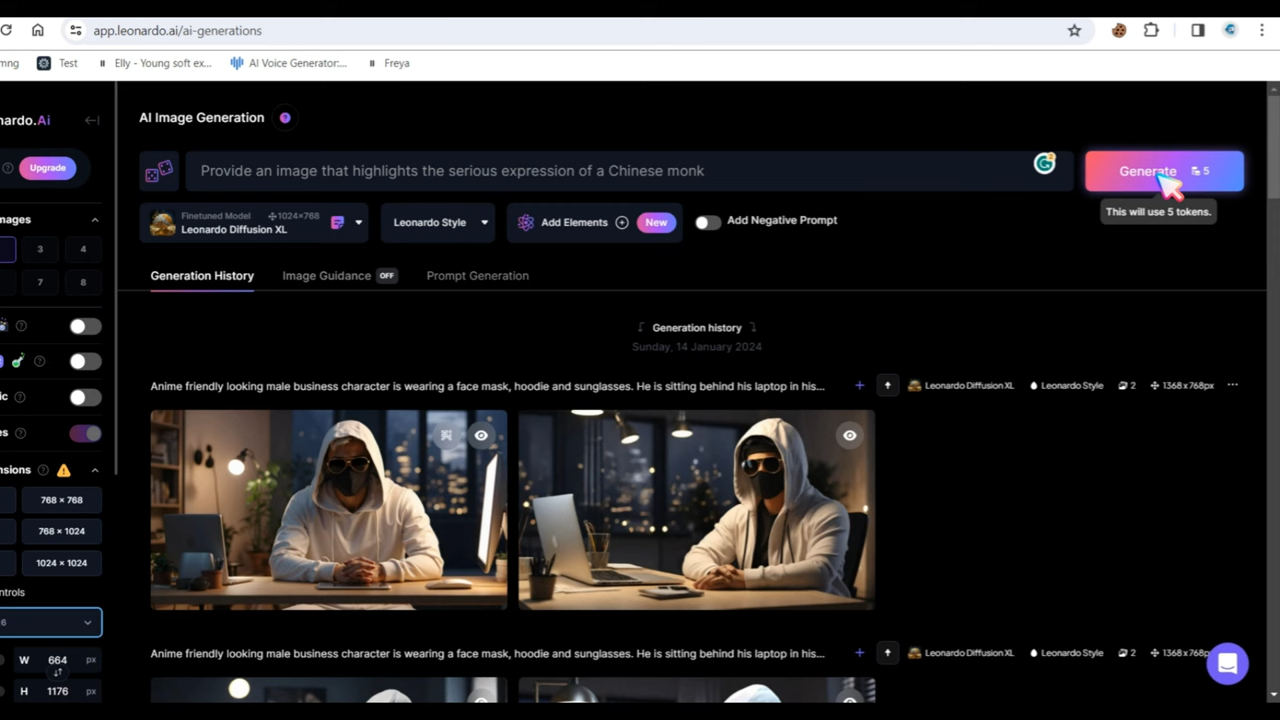 app.leonardo.ai/ai-generations
mng
Test
Elly - Young soft ex...
AI Voice Generator:...
Freya
nardo.Ai
Upgrade
AI Image Generation
Provide an image that highlights the serious expression of a Chinese monk
Generate 5
This will use 5 tokens.
Finetuned Model 1024×768
Leonardo Diffusion XL
Leonardo Style
Add Elements
New
Add Negative Prompt
mages
3 4
7 8
Generation History
Image Guidance OFF
Prompt Generation
Generation history
Sunday, 14 January 2024
ic
es
nsions
768 × 768
768 × 1024
1024 × 1024
ntrols
6
W 664 px
H 1176 px
Anime friendly looking male business character is wearing a face mask, hoodie and sunglasses. He is sitting behind his laptop in his...
Leonardo Diffusion XL
Leonardo Style
2
1368x768px
Anime friendly looking male business character is wearing a face mask, hoodie and sunglasses. He is sitting behind his laptop in his...
Leonardo Diffusion XL
Leonardo Style
2
1368x768px